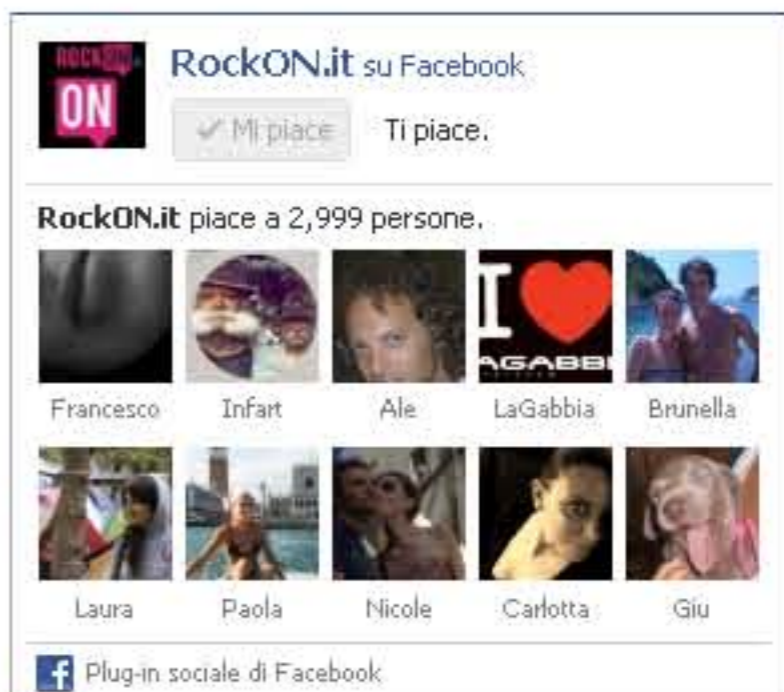 ROCKON
ON
RockON.it su Facebook
✓ Mi piace Ti piace.
RockON.it piace a 2,999 persone.
I ❤
AGABBI
Francesco Infart Ale LaGabbia Brunella
Laura Paola Nicole Carlotta Giu
f Plug-in sociale di Facebook